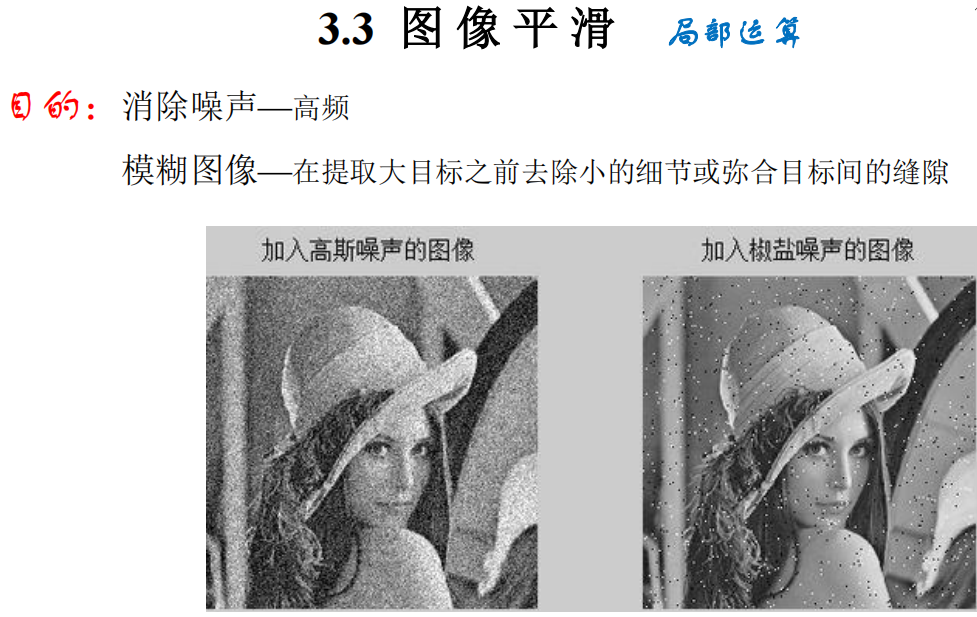 3.3 图像平滑 局部运算
目的：消除噪声—高频
模糊图像—在提取大目标之前去除小的细节或弥合目标间的缝隙
加入高斯噪声的图像 加入椒盐噪声的图像